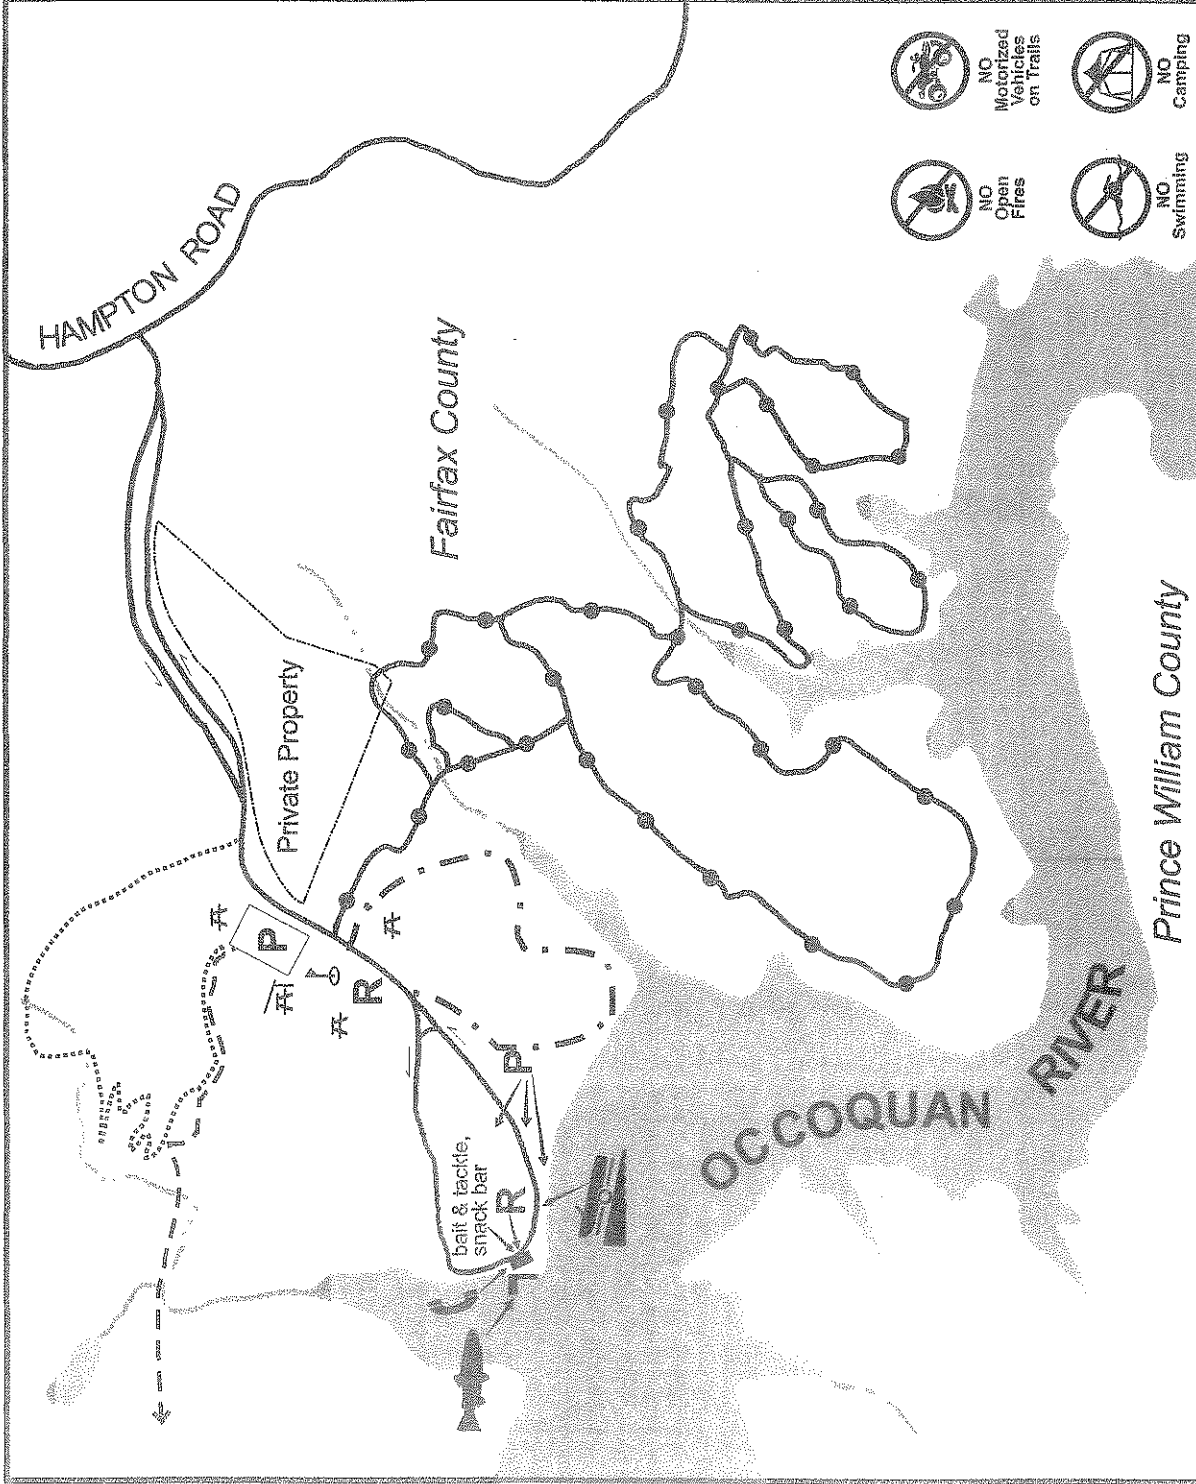 HAMPTON ROAD
Fairfax County
Private Property
P
R
P
R
bait & tackle,
snack bar
OCCOQUAN
RIVER
Prince William County
NO
Motorized
Vehicles
on Trails
NO
Open
Fires
NO
Camping
NO
Swimming